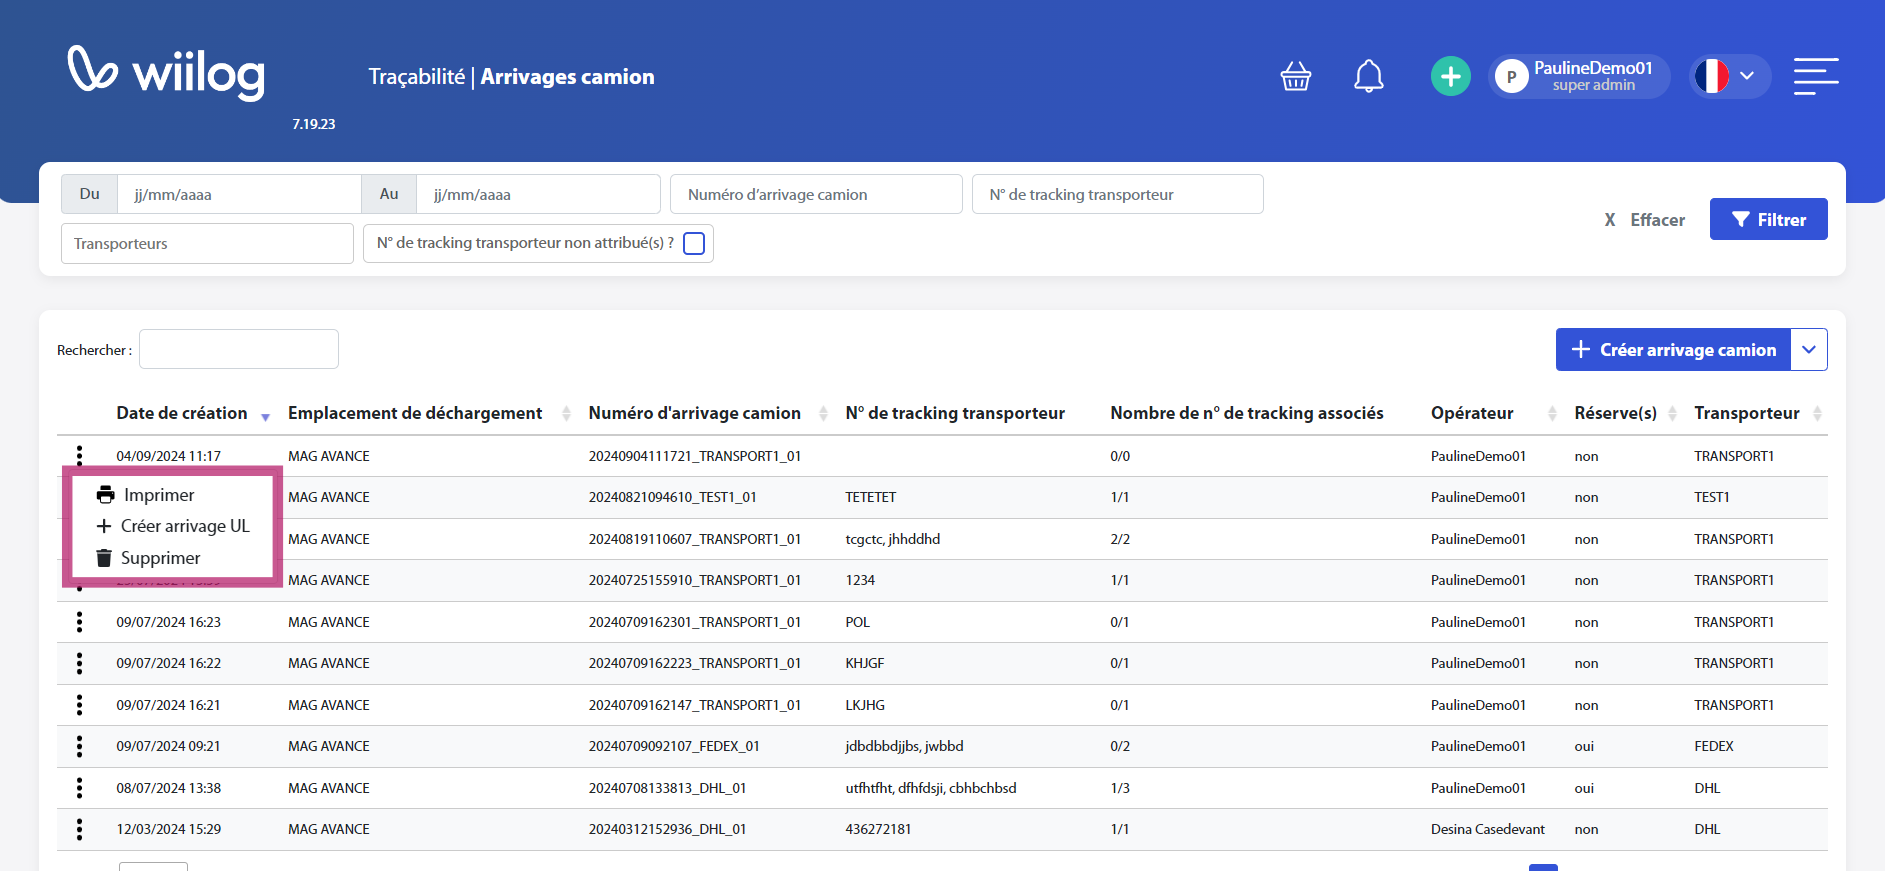 wiilog
Traçabilité | Arrivages camion
7.19.23
P
PaulineDemo01
super admin
Du jj/mm/aaaa Au jj/mm/aaaa Numéro d’arrivage camion N° de tracking transporteur
Transporteurs N° de tracking transporteur non attribué(s) ?
X Effacer Filtrer
Rechercher :
Créer arrivage camion
Date de création Emplacement de déchargement Numéro d'arrivage camion N° de tracking transporteur Nombre de n° de tracking associés Opérateur Réserve(s) Transporteur
04/09/2024 11:17 MAG AVANCE 20240904111721_TRANSPORT1_01 0/0 PaulineDemo01 non TRANSPORT1
Imprimer
Créer arrivage UL
Supprimer
MAG AVANCE 20240821094610_TEST1_01 TETETET 1/1 PaulineDemo01 non TEST1
MAG AVANCE 20240819110607_TRANSPORT1_01 tcgctc, jhhddhd 2/2 PaulineDemo01 non TRANSPORT1
MAG AVANCE 20240725155910_TRANSPORT1_01 1234 1/1 PaulineDemo01 non TRANSPORT1
09/07/2024 16:23 MAG AVANCE 20240709162301_TRANSPORT1_01 POL 0/1 PaulineDemo01 non TRANSPORT1
09/07/2024 16:22 MAG AVANCE 20240709162223_TRANSPORT1_01 KHJGF 0/1 PaulineDemo01 non TRANSPORT1
09/07/2024 16:21 MAG AVANCE 20240709162147_TRANSPORT1_01 LKJHG 0/1 PaulineDemo01 non TRANSPORT1
09/07/2024 09:21 MAG AVANCE 20240709092107_FEDEX_01 jdbdbbdjjbs, jwbbd 0/2 PaulineDemo01 oui FEDEX
08/07/2024 13:38 MAG AVANCE 20240708133813_DHL_01 utfhtfht, dfhfdsji, cbhbchbsd 1/3 PaulineDemo01 oui DHL
12/03/2024 15:29 MAG AVANCE 20240312152936_DHL_01 436272181 1/1 Desina Casedevant non DHL